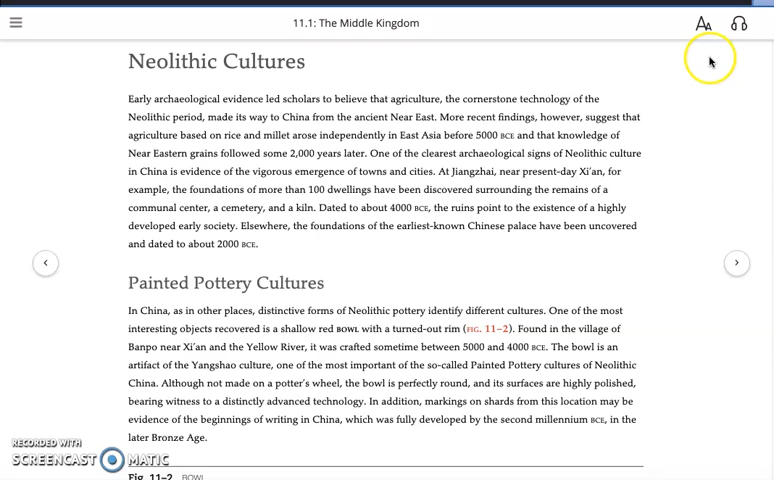 11.1: The Middle Kingdom
AA
Neolithic Cultures
Early archaeological evidence led scholars to believe that agriculture, the cornerstone technology of the
Neolithic period, made its way to China from the ancient Near East. More recent findings, however, suggest that
agriculture based on rice and millet arose independently in East Asia before 5000 BCE and that knowledge of
Near Eastern grains followed some 2,000 years later. One of the clearest archaeological signs of Neolithic culture
in China is evidence of the vigorous emergence of towns and cities. At Jiangzhai, near present-day Xi'an, for
example, the foundations of more than 100 dwellings have been discovered surrounding the remains of a
communal center, a cemetery, and a kiln. Dated to about 4000 BCE, the ruins point to the existence of a highly
developed early society. Elsewhere, the foundations of the earliest-known Chinese palace have been uncovered
and dated to about 2000 BCE.
Painted Pottery Cultures
In China, as in other places, distinctive forms of Neolithic pottery identify different cultures. One of the most
interesting objects recovered is a shallow red BOWL with a turned-out rim (FIG. 11–2). Found in the village of
Banpo near Xi'an and the Yellow River, it was crafted sometime between 5000 and 4000 BCE. The bowl is an
artifact of the Yangshao culture, one of the most important of the so-called Painted Pottery cultures of Neolithic
China. Although not made on a potter's wheel, the bowl is perfectly round, and its surfaces are highly polished,
bearing witness to a distinctly advanced technology. In addition, markings on shards from this location may be
evidence of the beginnings of writing in China, which was fully developed by the second millennium BCE, in the
later Bronze Age.
RECORDED WITH
SCREENCAST MATIC
Fig. 11–2 BOWL